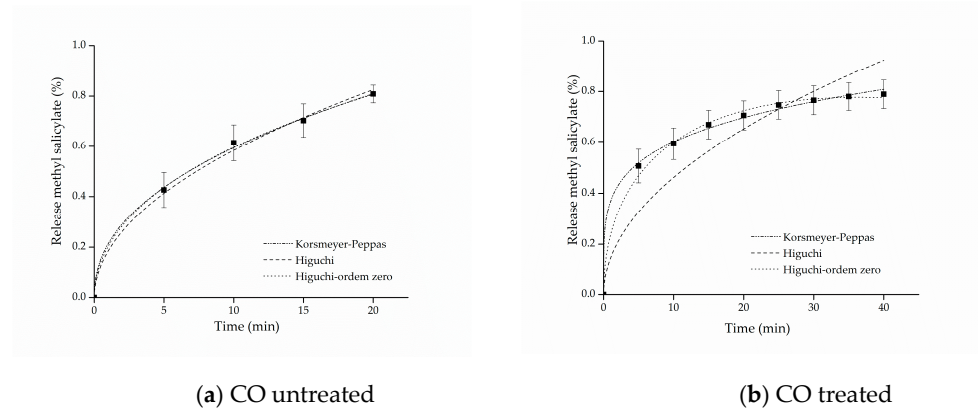 1.0
0.8
0.6
0.4
0.2
0.0
Release methyl salicylate (%)
Korsmeyer-Peppas
Higuchi
Higuchi-ordem zero
0 5 10 15 20
Time (min)
(a) CO untreated
1.0
0.8
0.6
0.4
0.2
0.0
Release methyl salicylate (%)
Korsmeyer-Peppas
Higuchi
Higuchi-ordem zero
0 10 20 30 40
Time (min)
(b) CO treated